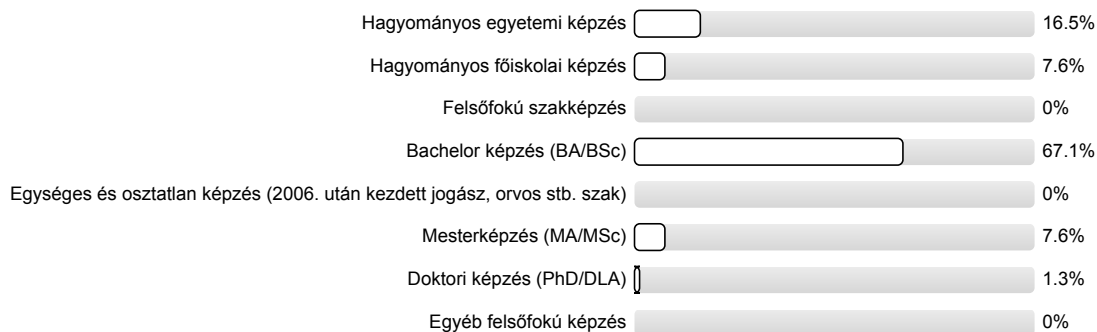 Hagyományos egyetemi képzés 16.5%
Hagyományos főiskolai képzés 7.6%
Felsőfokú szakképzés 0%
Bachelor képzés (BA/BSc) 67.1%
Egységes és osztatlan képzés (2006. után kezdett jogász, orvos stb. szak) 0%
Mesterképzés (MA/MSc) 7.6%
Doktori képzés (PhD/DLA) 1.3%
Egyéb felsőfokú képzés 0%